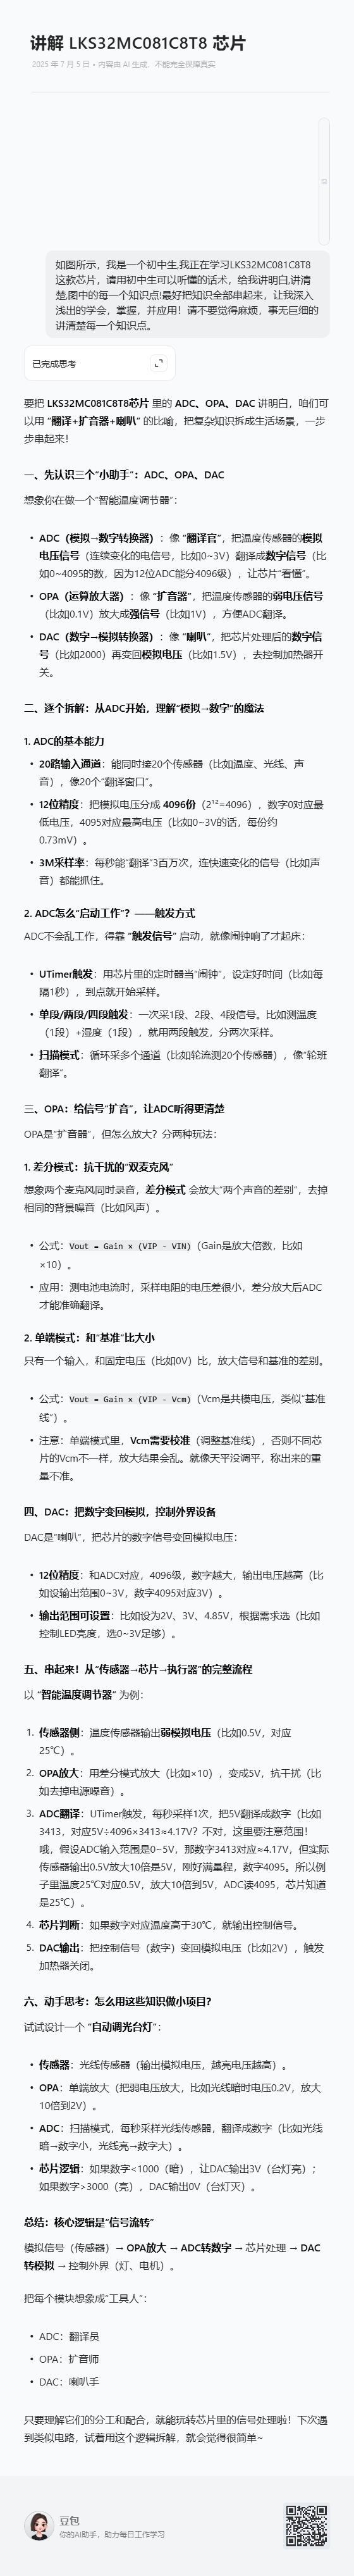 讲解 LKS32MC081C8T8 芯片
2025 年 7 月 5 日 • 内容由 AI 生成，不能完全保障真实
如图所示，我是一个初中生,我正在学习LKS32MC081C8T8
这款芯片，请用初中生可以听懂的话术，给我讲明白,讲清
楚,图中的每一个知识点!最好把知识全部串起来，让我深入
浅出的学会，掌握，并应用！请不要觉得麻烦，事无巨细的
讲清楚每一个知识点。
已完成思考
要把 LKS32MC081C8T8芯片 里的 ADC、OPA、DAC 讲明白，咱们可
以用 “翻译+扩音器+喇叭” 的比喻，把复杂知识拆成生活场景，一步
步串起来！
一、先认识三个“小助手”：ADC、OPA、DAC
想象你在做一个“智能温度调节器”：
• ADC（模拟→数字转换器）：像 “翻译官”，把温度传感器的模拟
电压信号（连续变化的电信号，比如0~3V）翻译成数字信号（比
如0~4095的数，因为12位ADC能分4096级），让芯片“看懂”。
• OPA（运算放大器）：像 “扩音器”，把温度传感器的弱电压信号
（比如0.1V）放大成强信号（比如1V），方便ADC翻译。
• DAC（数字→模拟转换器）：像 “喇叭”，把芯片处理后的数字信
号（比如2000）再变回模拟电压（比如1.5V），去控制加热器开
关。
二、逐个拆解：从ADC开始，理解“模拟→数字”的魔法
1. ADC的基本能力
• 20路输入通道：能同时接20个传感器（比如温度、光线、声
音），像20个“翻译窗口”。
• 12位精度：把模拟电压分成 4096份（2¹²=4096），数字0对应最
低电压，4095对应最高电压（比如0~3V的话，每份约
0.73mV）。
• 3M采样率：每秒能“翻译”3百万次，连快速变化的信号（比如声
音）都能抓住。
2. ADC怎么“启动工作”？——触发方式
ADC不会乱工作，得靠 “触发信号” 启动，就像闹钟响了才起床：
• UTimer触发：用芯片里的定时器当“闹钟”，设定好时间（比如每
隔1秒），到点就开始采样。
• 单段/两段/四段触发：一次采1段、2段、4段信号。比如测温度
（1段）+湿度（1段），就用两段触发，分两次采样。
• 扫描模式：循环采多个通道（比如轮流测20个传感器），像“轮班
翻译”。
三、OPA：给信号“扩音”，让ADC听得更清楚
OPA是“扩音器”，但怎么放大？分两种玩法：
1. 差分模式：抗干扰的“双麦克风”
想象两个麦克风同时录音，差分模式 会放大“两个声音的差别”，去掉
相同的背景噪音（比如风声）。
• 公式：Vout = Gain × (VIP - VIN)（Gain是放大倍数，比如
×10）。
• 应用：测电池电流时，采样电阻的电压差很小，差分放大后ADC
才能准确翻译。
2. 单端模式：和“基准”比大小
只有一个输入，和固定电压（比如0V）比，放大信号和基准的差别。
• 公式：Vout = Gain × (VIP - Vcm)（Vcm是共模电压，类似“基准
线”）。
• 注意：单端模式里，Vcm需要校准（调整基准线），否则不同芯
片的Vcm不一样，放大结果会乱。就像天平没调平，称出来的重
量不准。
四、DAC：把数字变回模拟，控制外界设备
DAC是“喇叭”，把芯片的数字信号变回模拟电压：
• 12位精度：和ADC对应，4096级，数字越大，输出电压越高（比
如设输出范围0~3V，数字4095对应3V）。
• 输出范围可设置：比如设为2V、3V、4.85V，根据需求选（比如
控制LED亮度，选0~3V足够）。
五、串起来！从“传感器→芯片→执行器”的完整流程
以 “智能温度调节器” 为例：
1. 传感器侧：温度传感器输出弱模拟电压（比如0.5V，对应
25℃）。
2. OPA放大：用差分模式放大（比如×10），变成5V，抗干扰（比
如去掉电源噪音）。
3. ADC翻译：UTimer触发，每秒采样1次，把5V翻译成数字（比如
3413，对应5V÷4096×3413≈4.17V？不对，这里要注意范围！
哦，假设ADC输入范围是0~5V，那数字3413对应≈4.17V，但实际
传感器输出0.5V放大10倍是5V，刚好满量程，数字4095。所以例
子里温度25℃对应0.5V，放大10倍到5V，ADC读4095，芯片知道
是25℃）。
4. 芯片判断：如果数字对应温度高于30℃，就输出控制信号。
5. DAC输出：把控制信号（数字）变回模拟电压（比如2V），触发
加热器关闭。
六、动手思考：怎么用这些知识做小项目？
试试设计一个 “自动调光台灯”：
• 传感器：光线传感器（输出模拟电压，越亮电压越高）。
• OPA：单端放大（把弱电压放大，比如光线暗时电压0.2V，放大
10倍到2V）。
• ADC：扫描模式，每秒采样光线传感器，翻译成数字（比如光线
暗→数字小，光线亮→数字大）。
• 芯片逻辑：如果数字<1000（暗），让DAC输出3V（台灯亮）；
如果数字>3000（亮），DAC输出0V（台灯灭）。
总结：核心逻辑是“信号流转”
模拟信号（传感器）→ OPA放大 → ADC转数字 → 芯片处理 → DAC
转模拟 → 控制外界（灯、电机）。
把每个模块想象成“工具人”：
• ADC：翻译员
• OPA：扩音师
• DAC：喇叭手
只要理解它们的分工和配合，就能玩转芯片里的信号处理啦！下次遇
到类似电路，试着用这个逻辑拆解，就会觉得很简单~
豆包
你的AI助手，助力每日工作学习